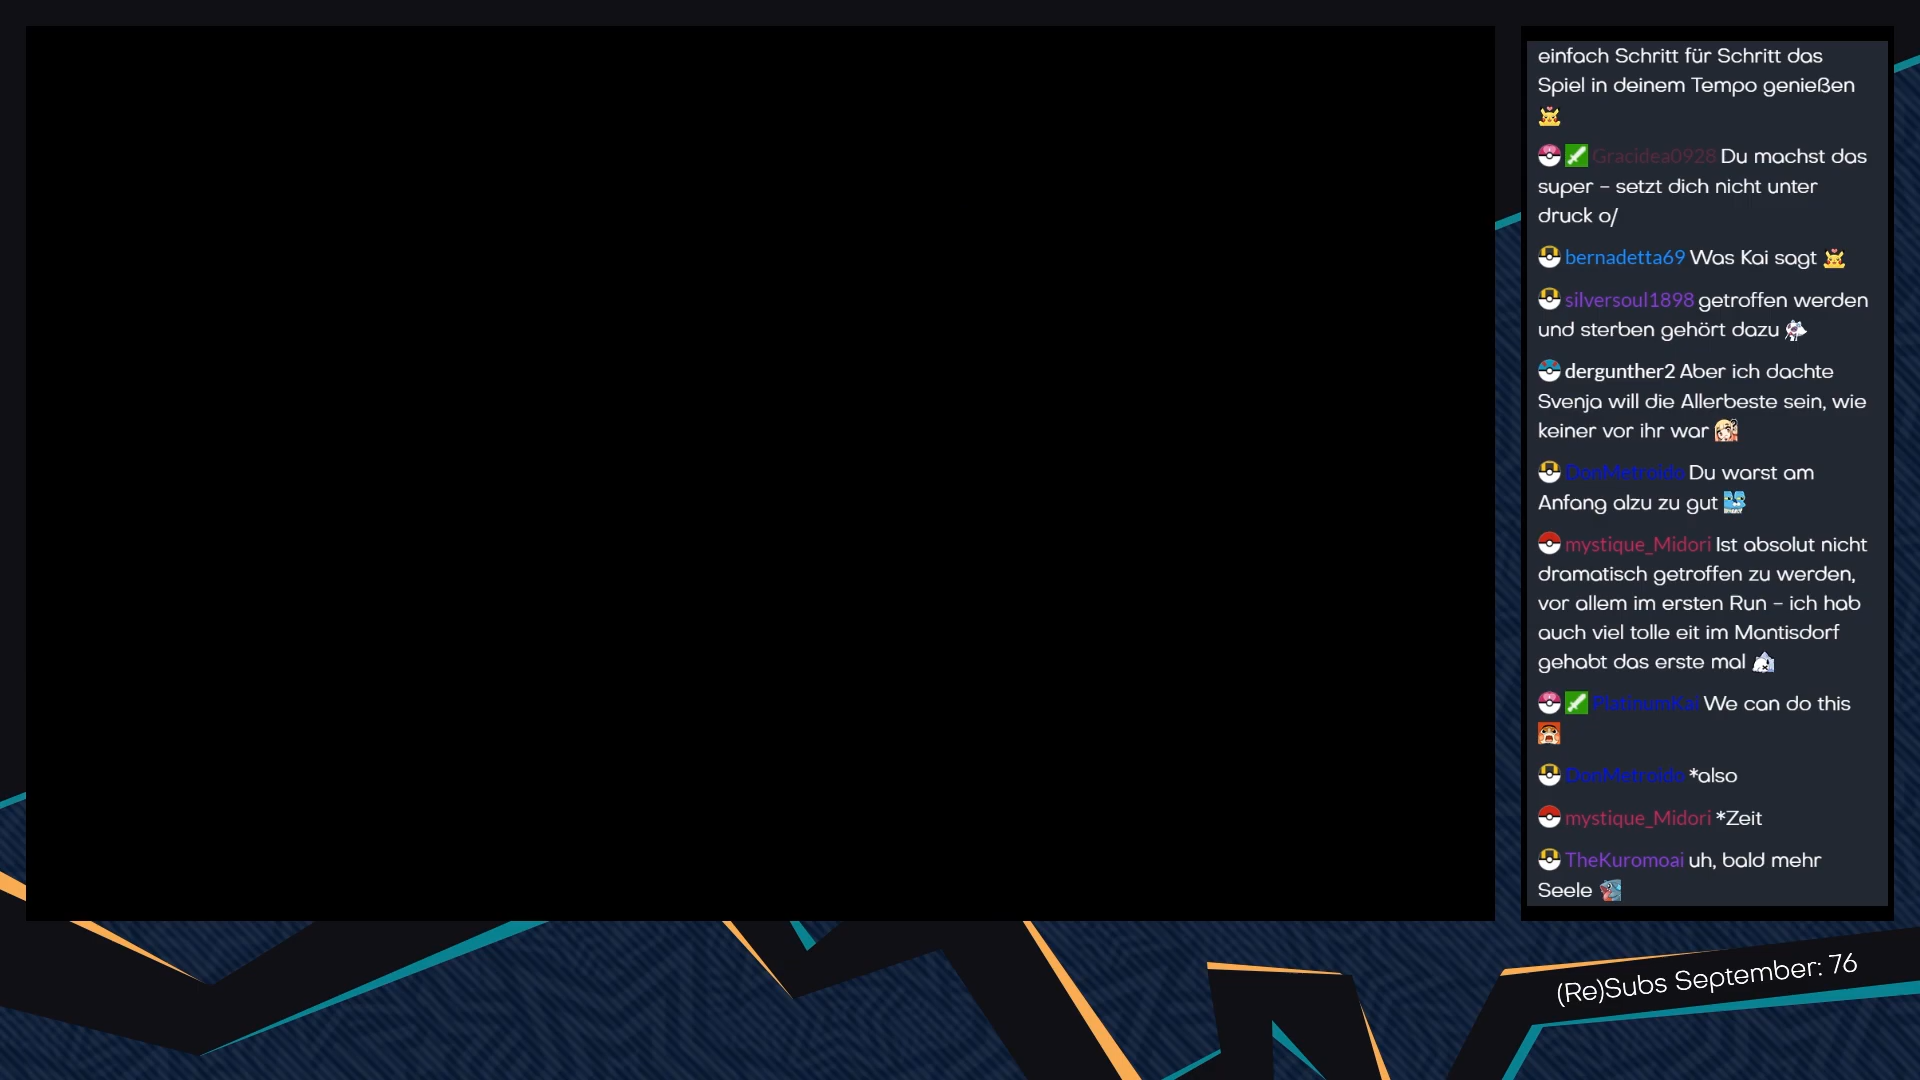 einfach Schritt für Schritt das
Spiel in deinem Tempo genießen
Gracidea0928 Du machst das
super - setzt dich nicht unter
druck o/
bernadetta69 Was Kai sagt
silversoul1898 getroffen werden
und sterben gehört dazu
dergunther2 Aber ich dachte
Svenja will die Allerbeste sein, wie
keiner vor ihr war
DonMetroido Du warst am
Anfang alzu zu gut
mystique_Midori Ist absolut nicht
dramatisch getroffen zu werden,
vor allem im ersten Run - ich hab
auch viel tolle eit im Mantisdorf
gehabt das erste mal
PlatinumKai We can do this
DonMetroido *also
mystique_Midori *Zeit
TheKuromoai uh, bald mehr
Seele
(Re)Subs September: 76